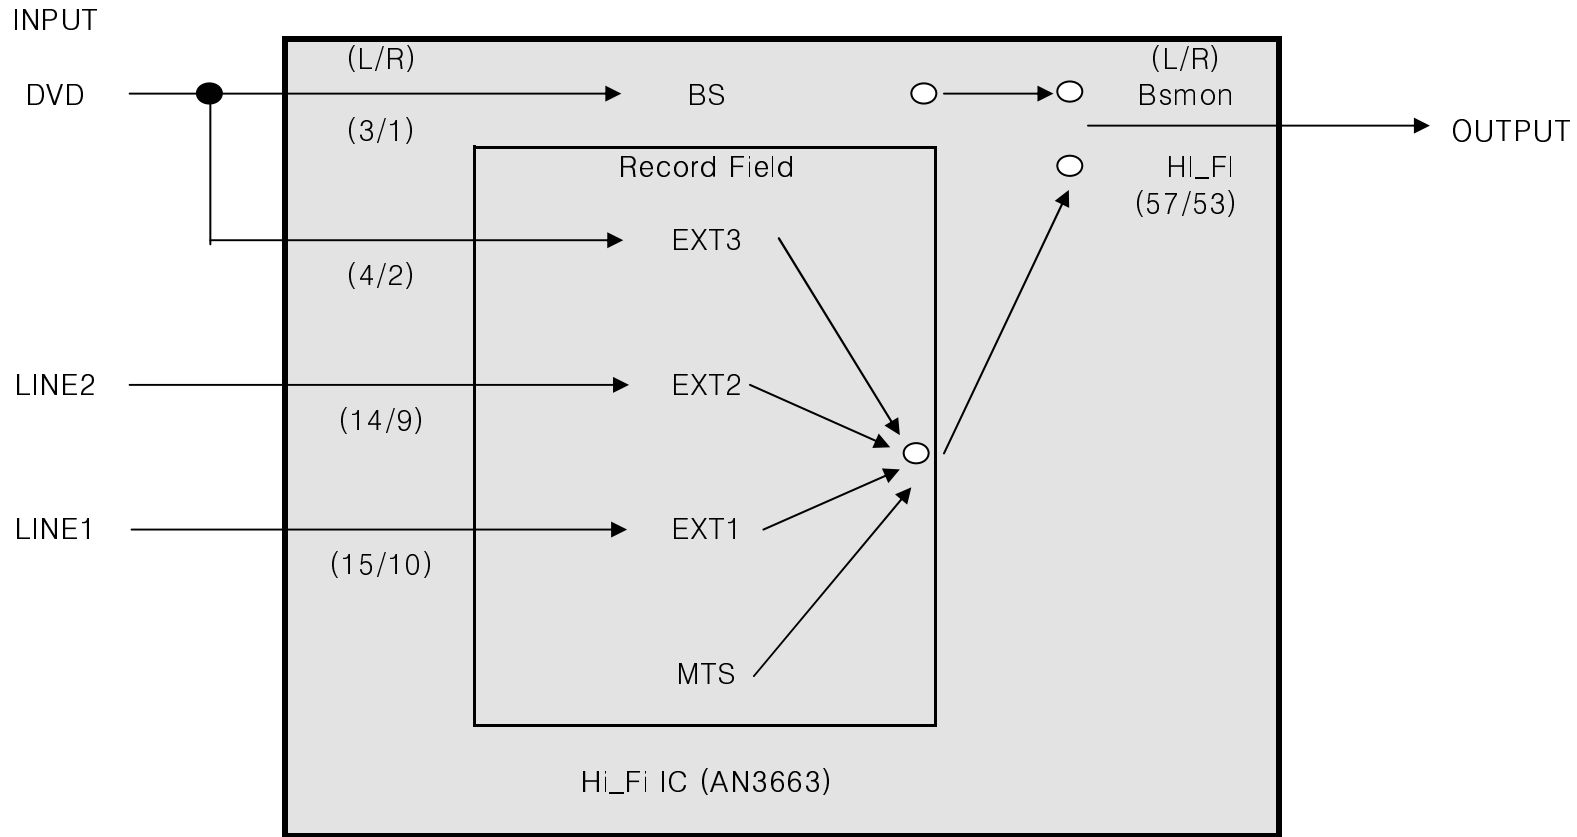 INPUT
(L/R)
(L/R)
DVD
BS
Bsmon
(3/1)
OUTPUT
Record Field
HI_FI
(57/53)
EXT3
(4/2)
LINE2
EXT2
(14/9)
LINE1
EXT1
(15/10)
MTS
Hi_Fi IC (AN3663)